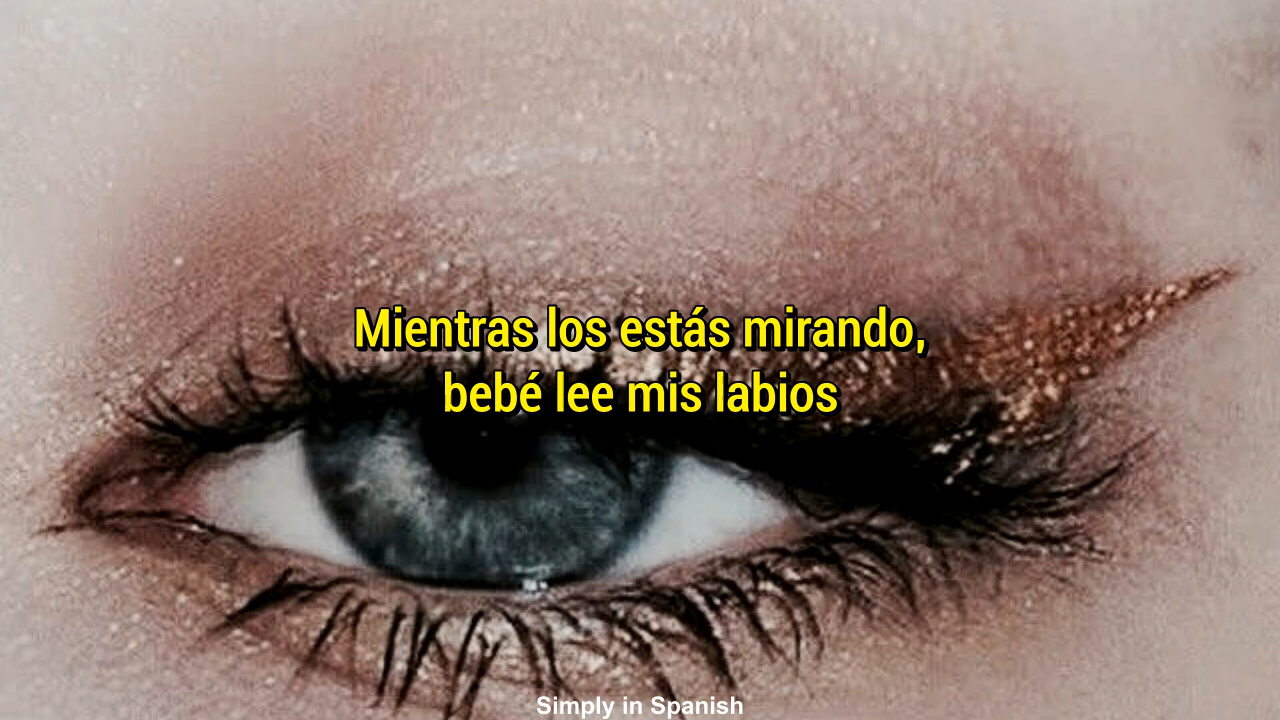 Mientras los estás mirando,
bebé lee mis labios
Simply in Spanish